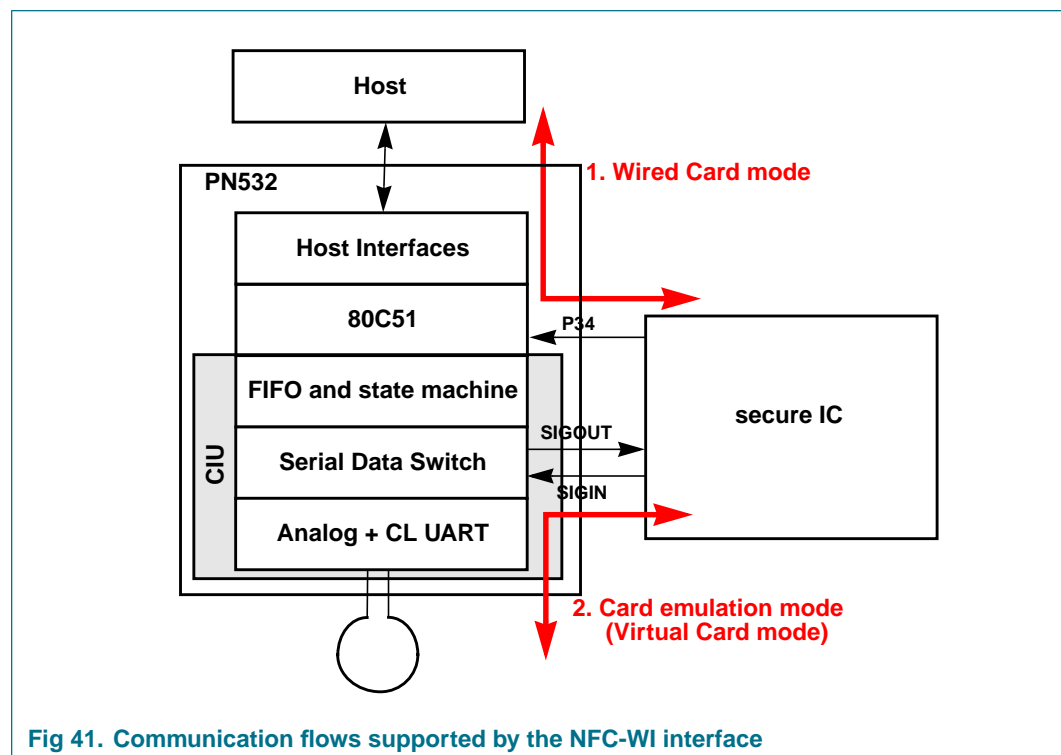 Host
1. Wired Card mode
PN532
Host Interfaces
80C51
P34
FIFO and state machine
secure IC
SIGOUT
CIU
Serial Data Switch
SIGIN
Analog + CL UART
2. Card emulation mode
(Virtual Card mode)
Fig 41. Communication flows supported by the NFC-WI interface